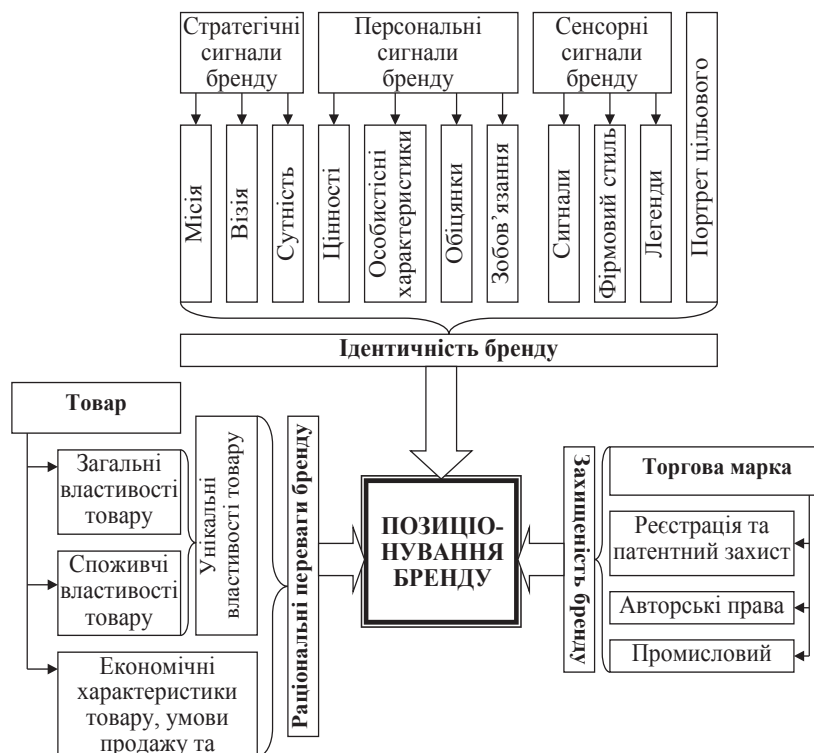 Стратегічні
сигнали
бренду
Персональні
сигнали
бренду
Сенсорні
сигнали
бренду
Місія
Візія
Сутність
Цінності
Особистісні
характеристики
Обіцянки
Зобов’язання
Сигнали
Фірмовий стиль
Легенди
Портрет цільового
Ідентичність бренду
Товар
Загальні
властивості
товару
Споживчі
властивості
товару
Економічні
характеристики
товару, умови
продажу та
Унікальні
властивості товару
Раціональні переваги бренду
ПОЗИЦІО-
НУВАННЯ
БРЕНДУ
Захищеність бренду
Торгова марка
Реєстрація та
патентний захист
Авторські права
Промисловий